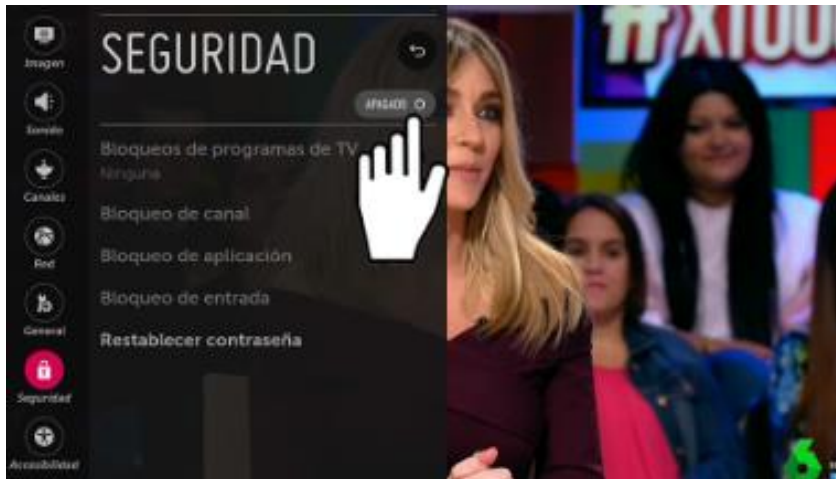 Imagen
Sonido
Canales
Red
General
Seguridad
Accesibilidad
SEGURIDAD
APAGADO
Bloqueos de programas de TV
Ninguna
Bloqueo de canal
Bloqueo de aplicación
Bloqueo de entrada
Restablecer contraseña
6